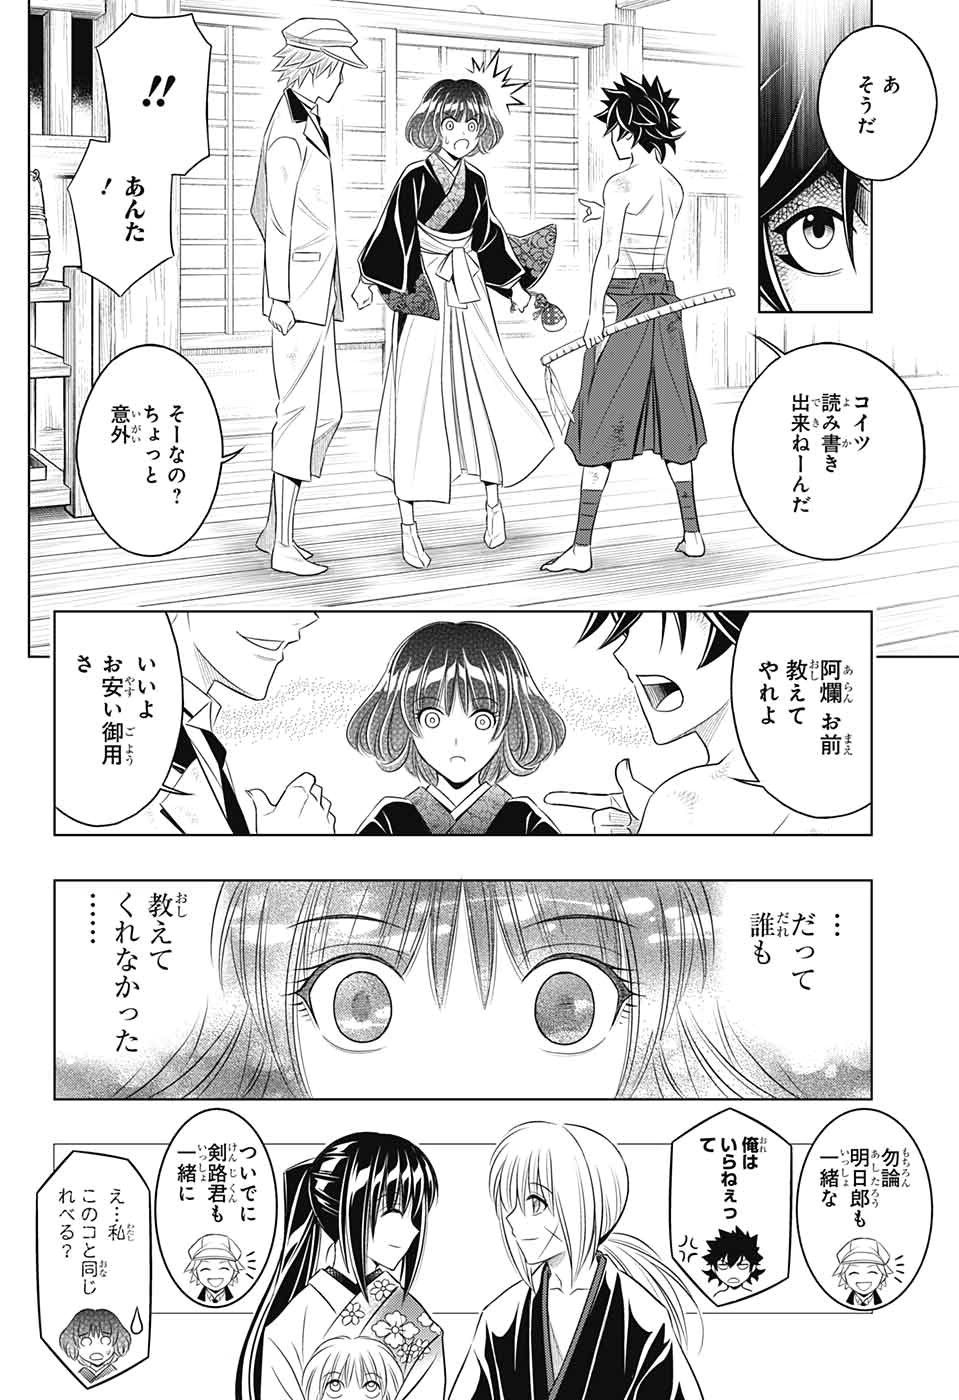 あ
そうだ
コイツ
読み書き
出来ねーんだ
!!
あんた
!
そーなの？
ちょっと
意外
阿爛 お前
教えて
やれよ
いいよ
お安い御用
さ
…
だって
誰も
教えて
くれなかった
……
勿論
明日郎も
一緒な
俺は
いらねぇっ
て
ついでに
剣路君も
一緒に
え…私
このコと同じ
れべる？